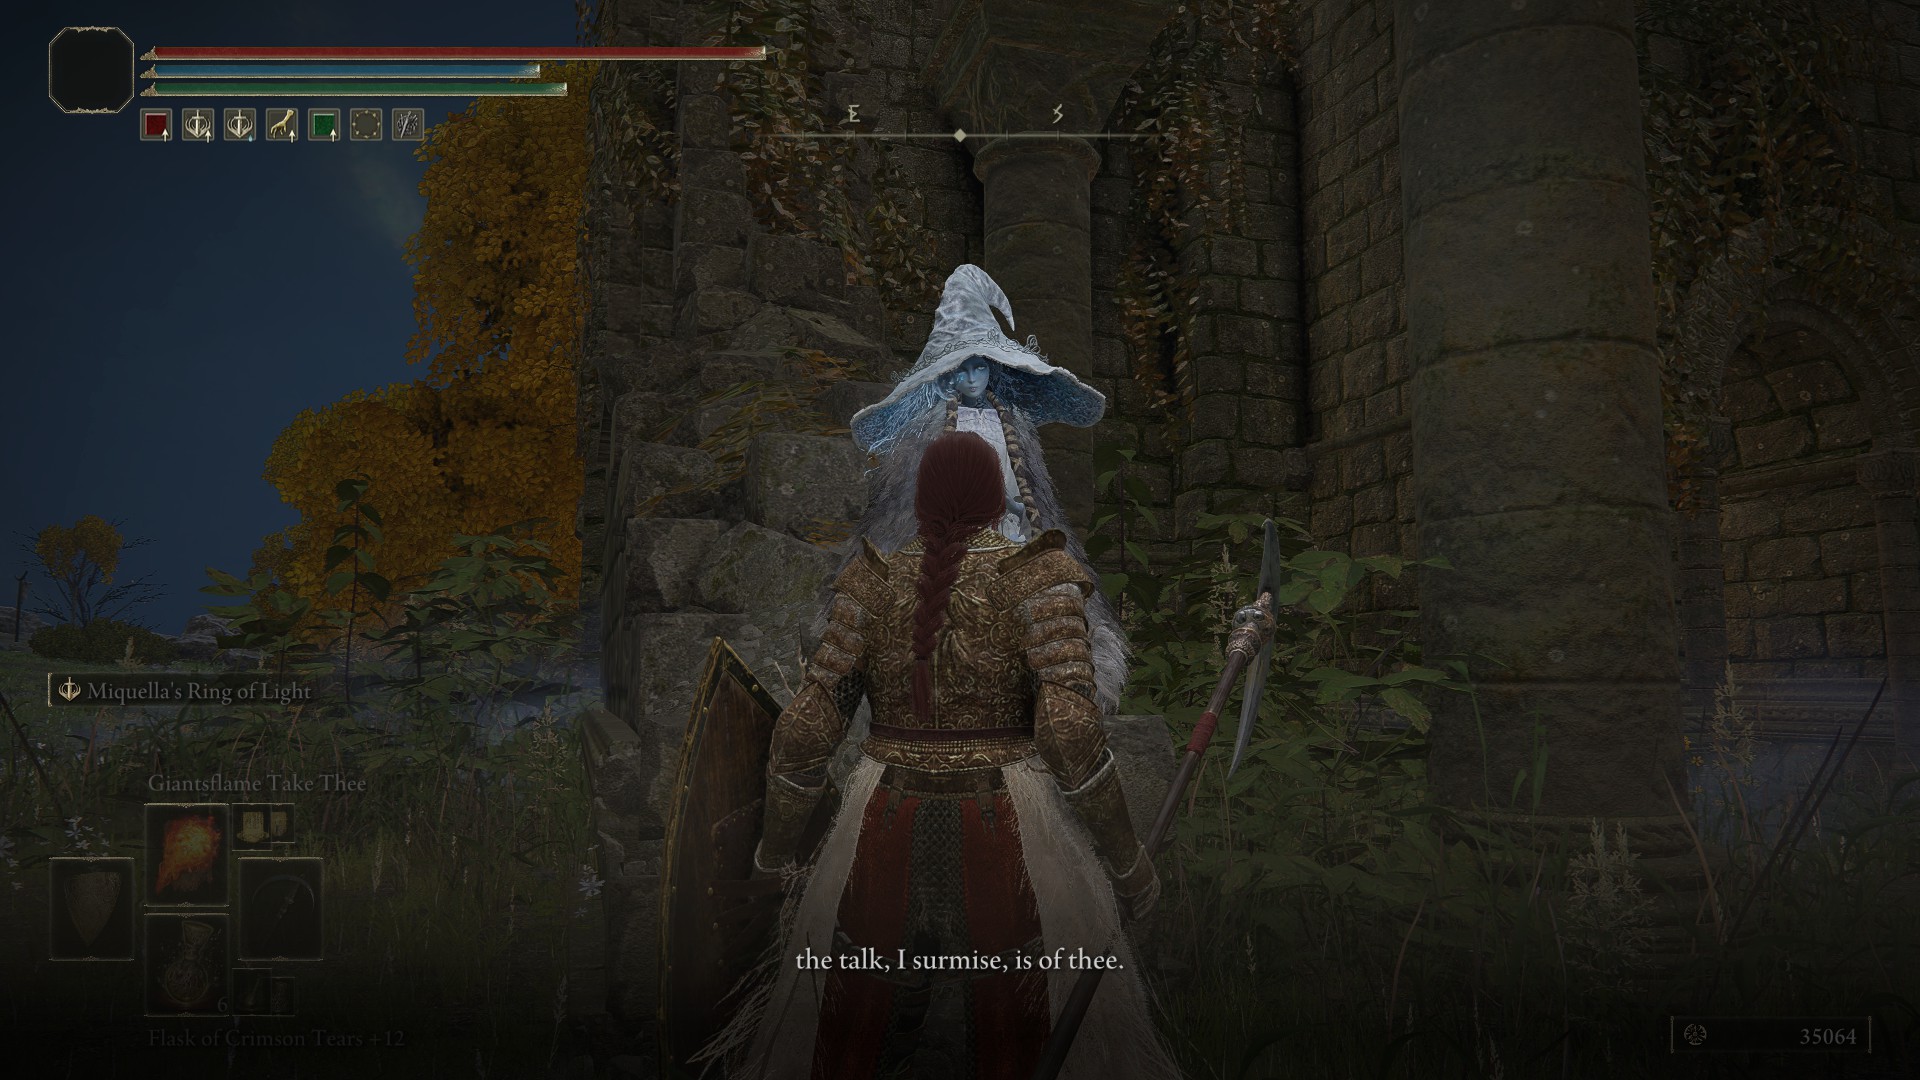 E S
Miquella's Ring of Light
Giantsflame Take Thee
6
Flask of Crimson Tears +12
the talk, I surmise, is of thee.
35064